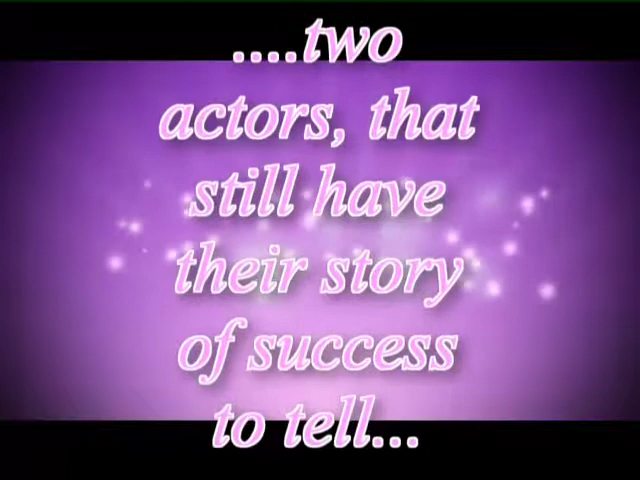 ....two
actors, that
still have
their story
of success
to tell...